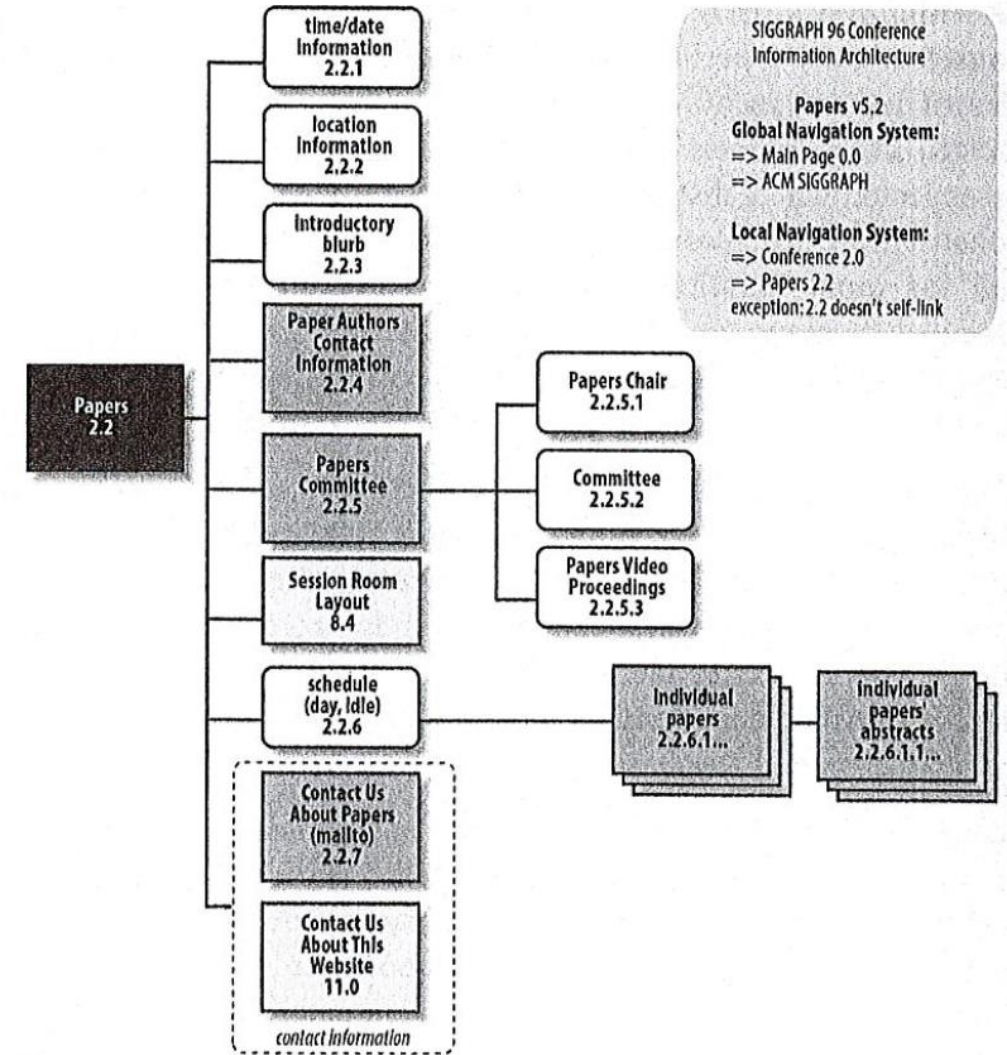 time/date
Information
2.2.1
location
Information
2.2.2
Introductory
blurb
2.2.3
Paper Authors
Contact
Information
2.2.4
Papers
2.2
Papers
Committee
2.2.5
Session Room
Layout
8.4
schedule
(day, idle)
2.2.6
Contact Us
About Papers
(mailto)
2.2.7
Contact Us
About This
Website
11.0
contact information
Papers Chair
2.2.5.1
Committee
2.2.5.2
Papers Video
Proceedings
2.2.5.3
Individual
papers
2.2.6.1...
individual
papers'
abstracts
2.2.6.1.1...
SIGGRAPH 96 Conference
Information Architecture
Papers v5.2
Global Navigation System:
=> Main Page 0.0
=> ACM SIGGRAPH
Local Navigation System:
=> Conference 2.0
=> Papers 2.2
exception: 2.2 doesn't self-link